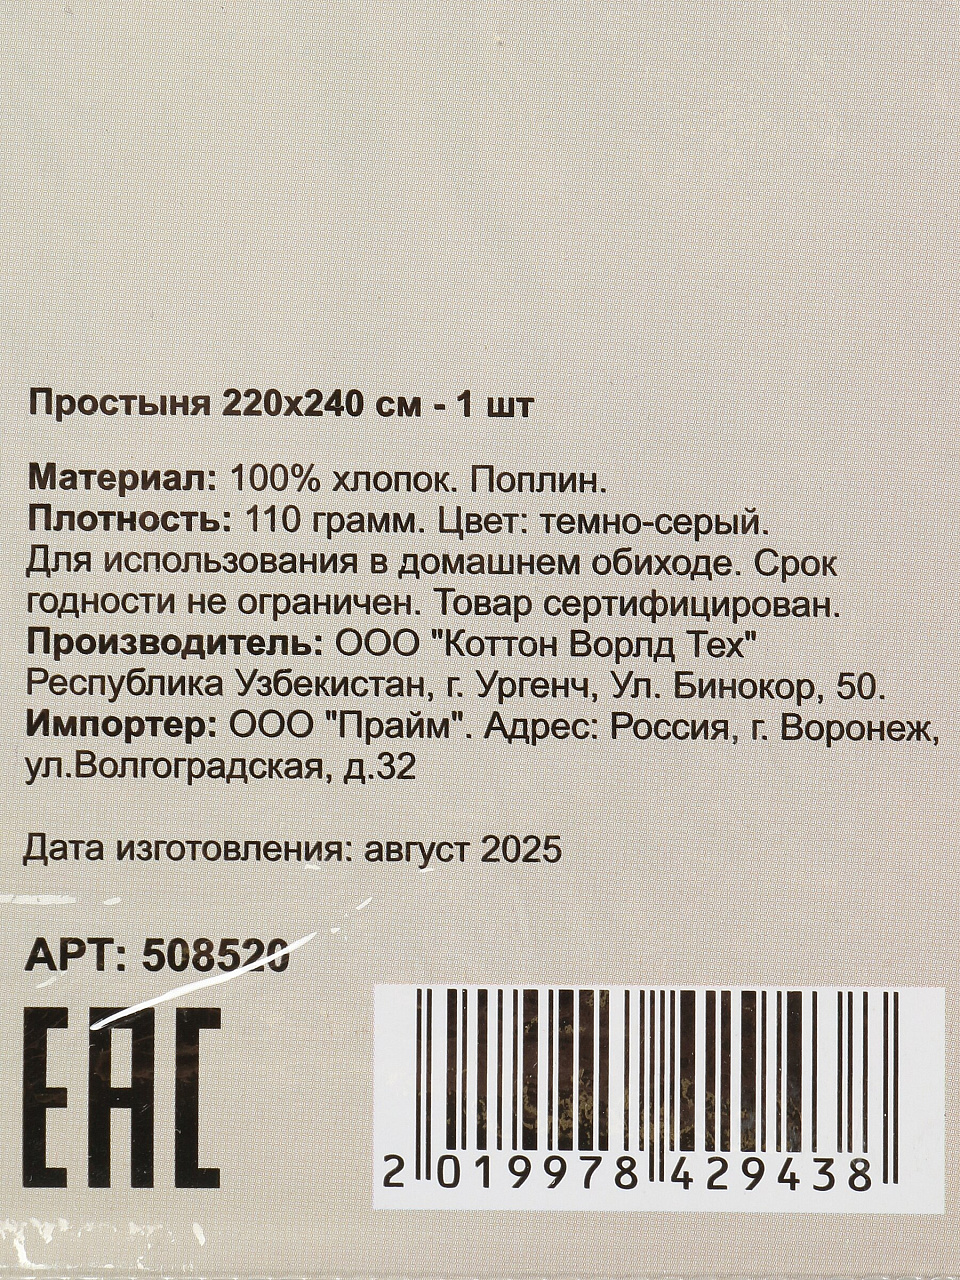 Простыня 220х240 см - 1 шт
Материал: 100% хлопок. Поплин.
Плотность: 110 грамм. Цвет: темно-серый.
Для использования в домашнем обиходе. Срок
годности не ограничен. Товар сертифицирован.
Производитель: ООО "Коттон Ворлд Тех"
Республика Узбекистан, г. Ургенч, Ул. Бинокор, 50.
Импортер: ООО "Прайм". Адрес: Россия, г. Воронеж,
ул.Волгоградская, д.32
Дата изготовления: август 2025
АРТ: 508520
ЕАС
2 019978 429438